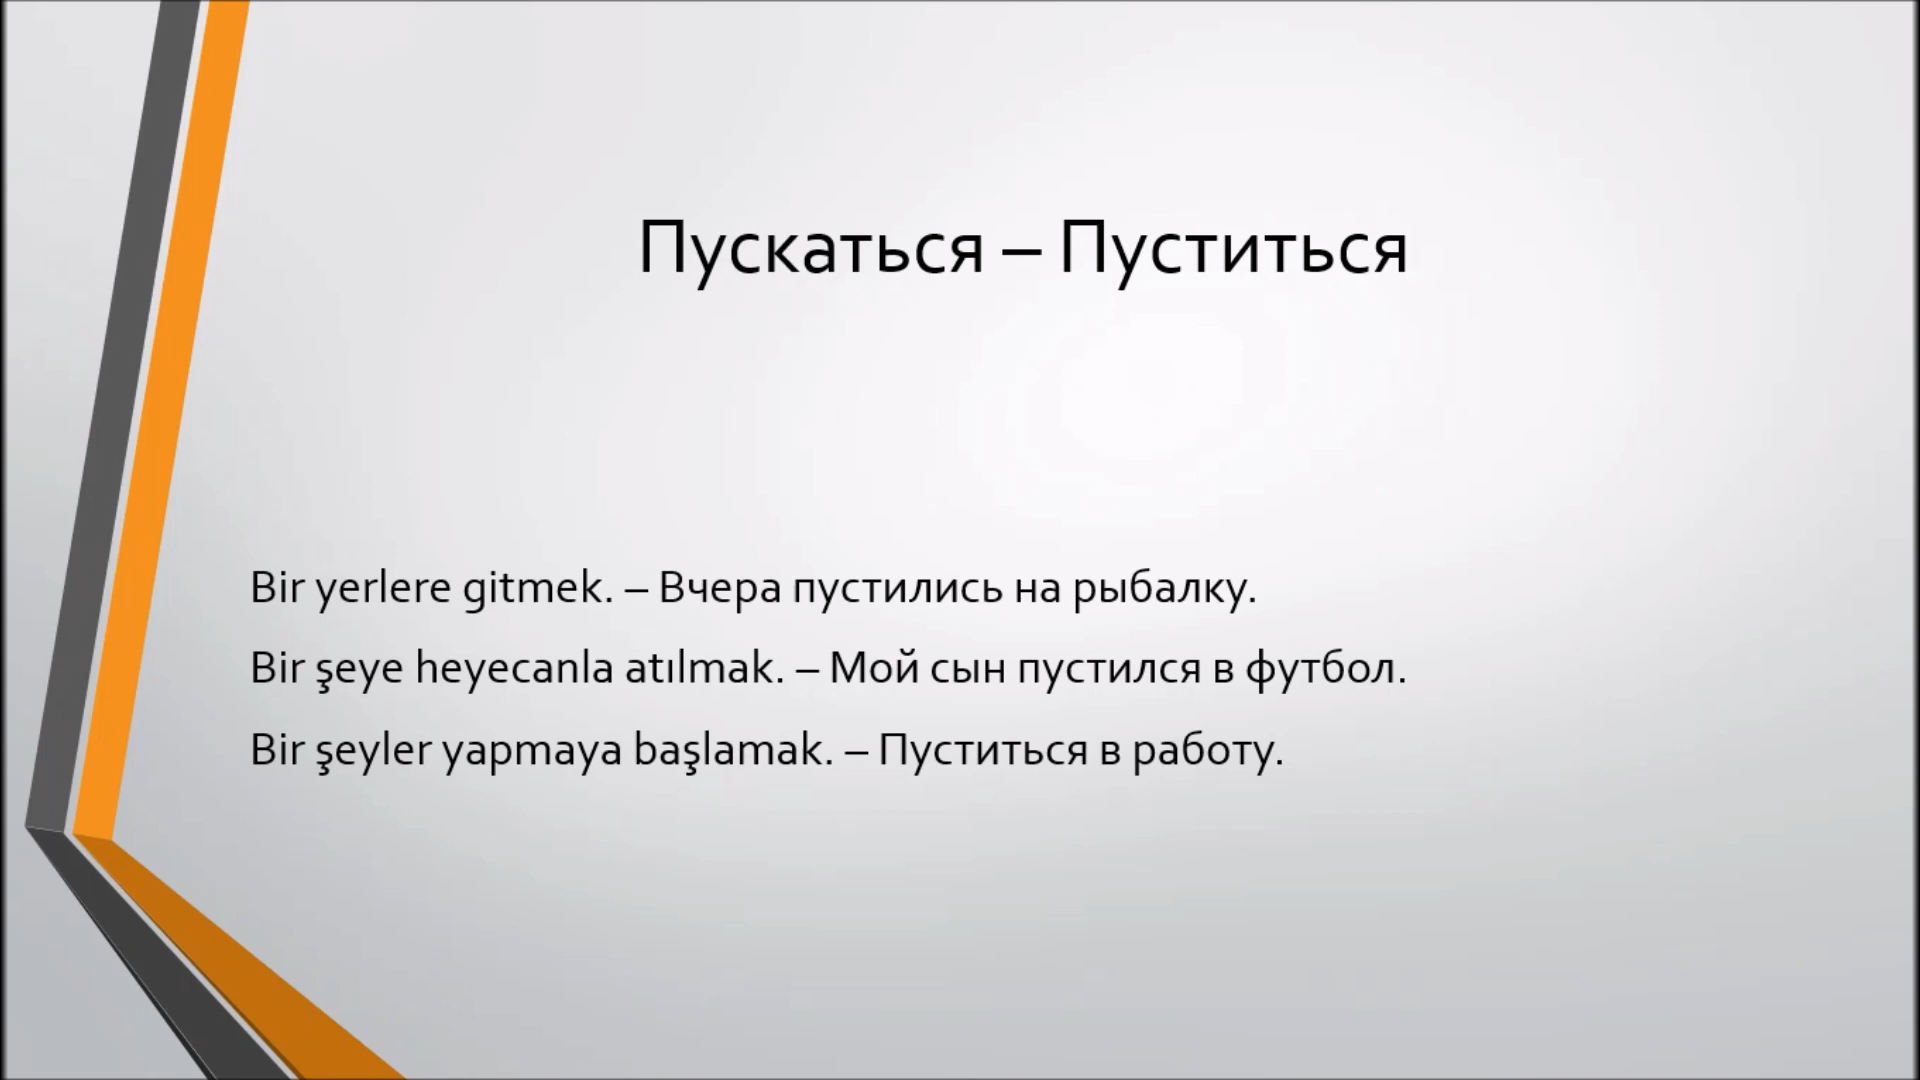 Пускаться – Пуститься
Bir yerlere gitmek. – Вчера пустились на рыбалку.
Bir şeye heyecanla atılmak. – Мой сын пустился в футбол.
Bir şeyler yapmaya başlamak. – Пуститься в работу.